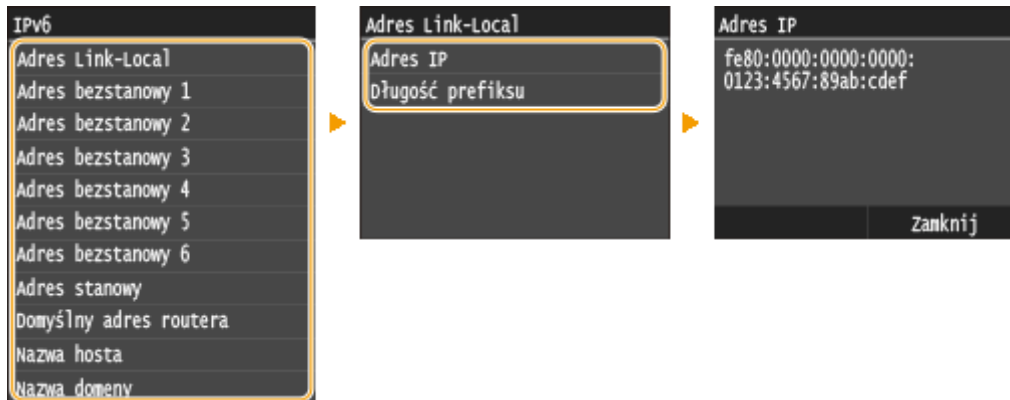 IPv6
Adres Link-Local
Adres bezstanowy 1
Adres bezstanowy 2
Adres bezstanowy 3
Adres bezstanowy 4
Adres bezstanowy 5
Adres bezstanowy 6
Adres stanowy
Domyślny adres routera
Nazwa hosta
Nazwa domeny
Adres Link-Local
Adres IP
Długość prefiksu
Adres IP
fe80:0000:0000:0000:
0123:4567:89ab:cdef
Zamknij